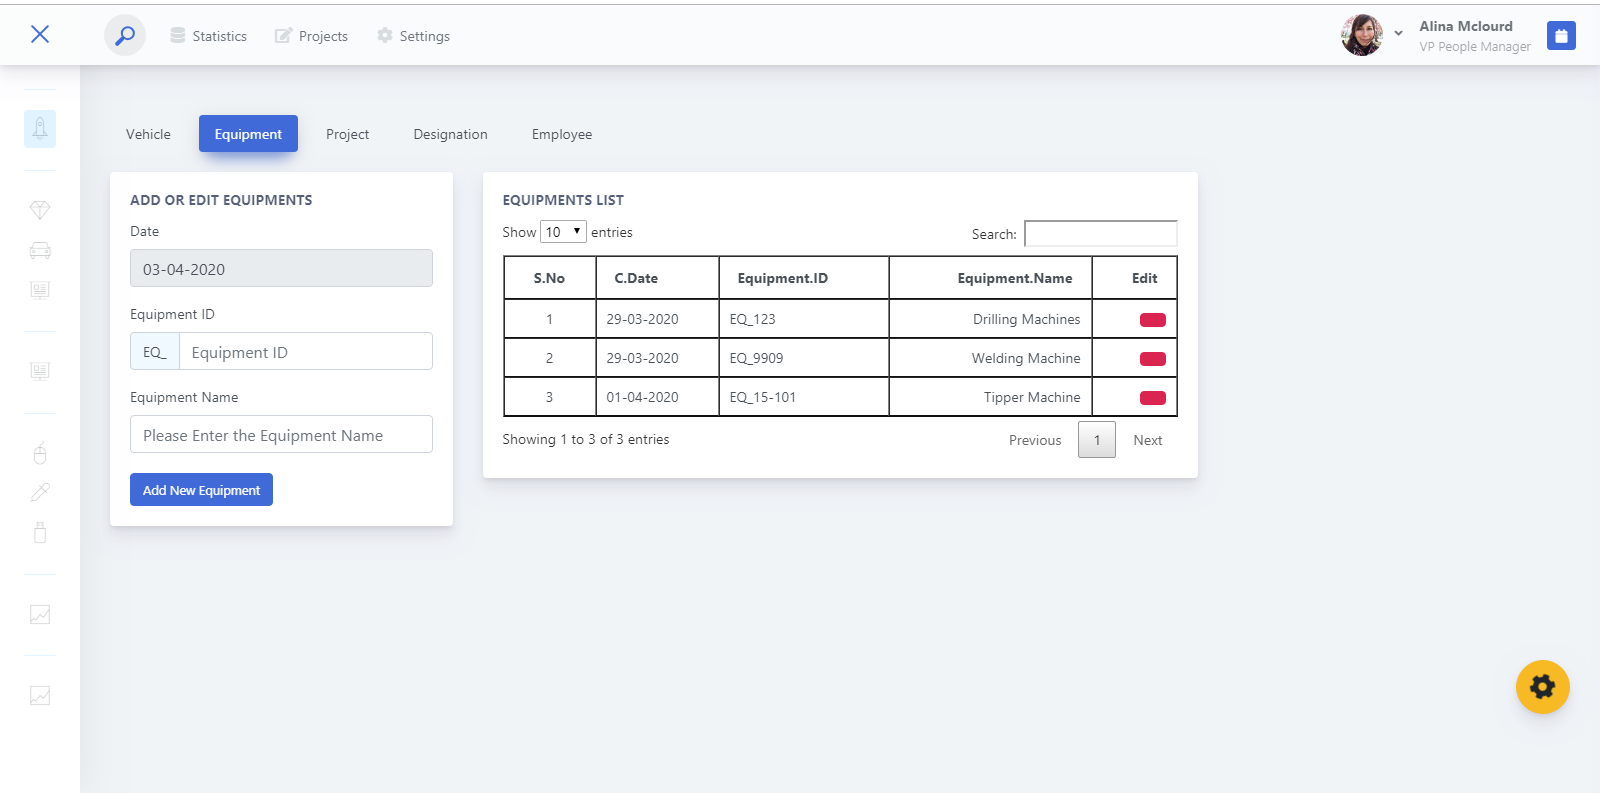 Statistics Projects Settings
Alina Mclourd
VP People Manager
Vehicle Equipment Project Designation Employee
ADD OR EDIT EQUIPMENTS
Date
03-04-2020
Equipment ID
EQ_ Equipment ID
Equipment Name
Please Enter the Equipment Name
Add New Equipment
EQUIPMENTS LIST
Show 10 entries
Search:
S.No C.Date Equipment.ID Equipment.Name Edit
1 29-03-2020 EQ_123 Drilling Machines
2 29-03-2020 EQ_9909 Welding Machine
3 01-04-2020 EQ_15-101 Tipper Machine
Showing 1 to 3 of 3 entries
Previous 1 Next